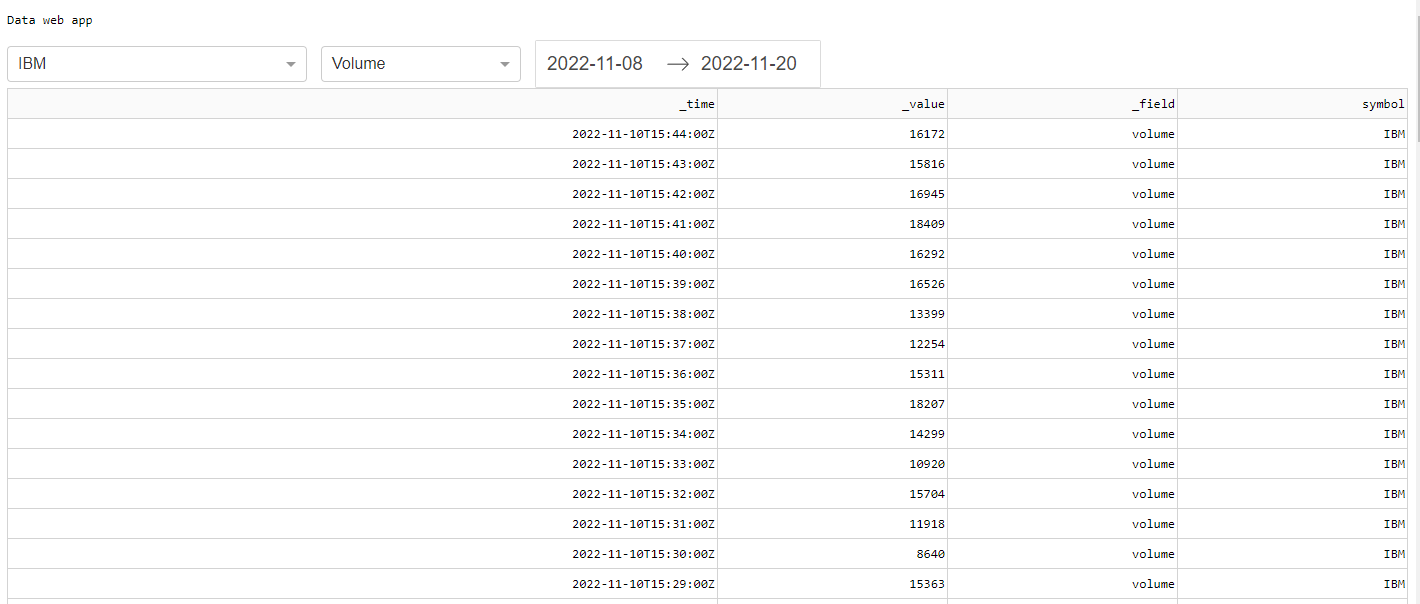 Data web app
IBM Volume 2022-11-08 → 2022-11-20
_time _value _field symbol
2022-11-10T15:44:00Z 16172 volume IBM
2022-11-10T15:43:00Z 15816 volume IBM
2022-11-10T15:42:00Z 16945 volume IBM
2022-11-10T15:41:00Z 18409 volume IBM
2022-11-10T15:40:00Z 16292 volume IBM
2022-11-10T15:39:00Z 16526 volume IBM
2022-11-10T15:38:00Z 13399 volume IBM
2022-11-10T15:37:00Z 12254 volume IBM
2022-11-10T15:36:00Z 15311 volume IBM
2022-11-10T15:35:00Z 18207 volume IBM
2022-11-10T15:34:00Z 14299 volume IBM
2022-11-10T15:33:00Z 10920 volume IBM
2022-11-10T15:32:00Z 15704 volume IBM
2022-11-10T15:31:00Z 11918 volume IBM
2022-11-10T15:30:00Z 8640 volume IBM
2022-11-10T15:29:00Z 15363 volume IBM